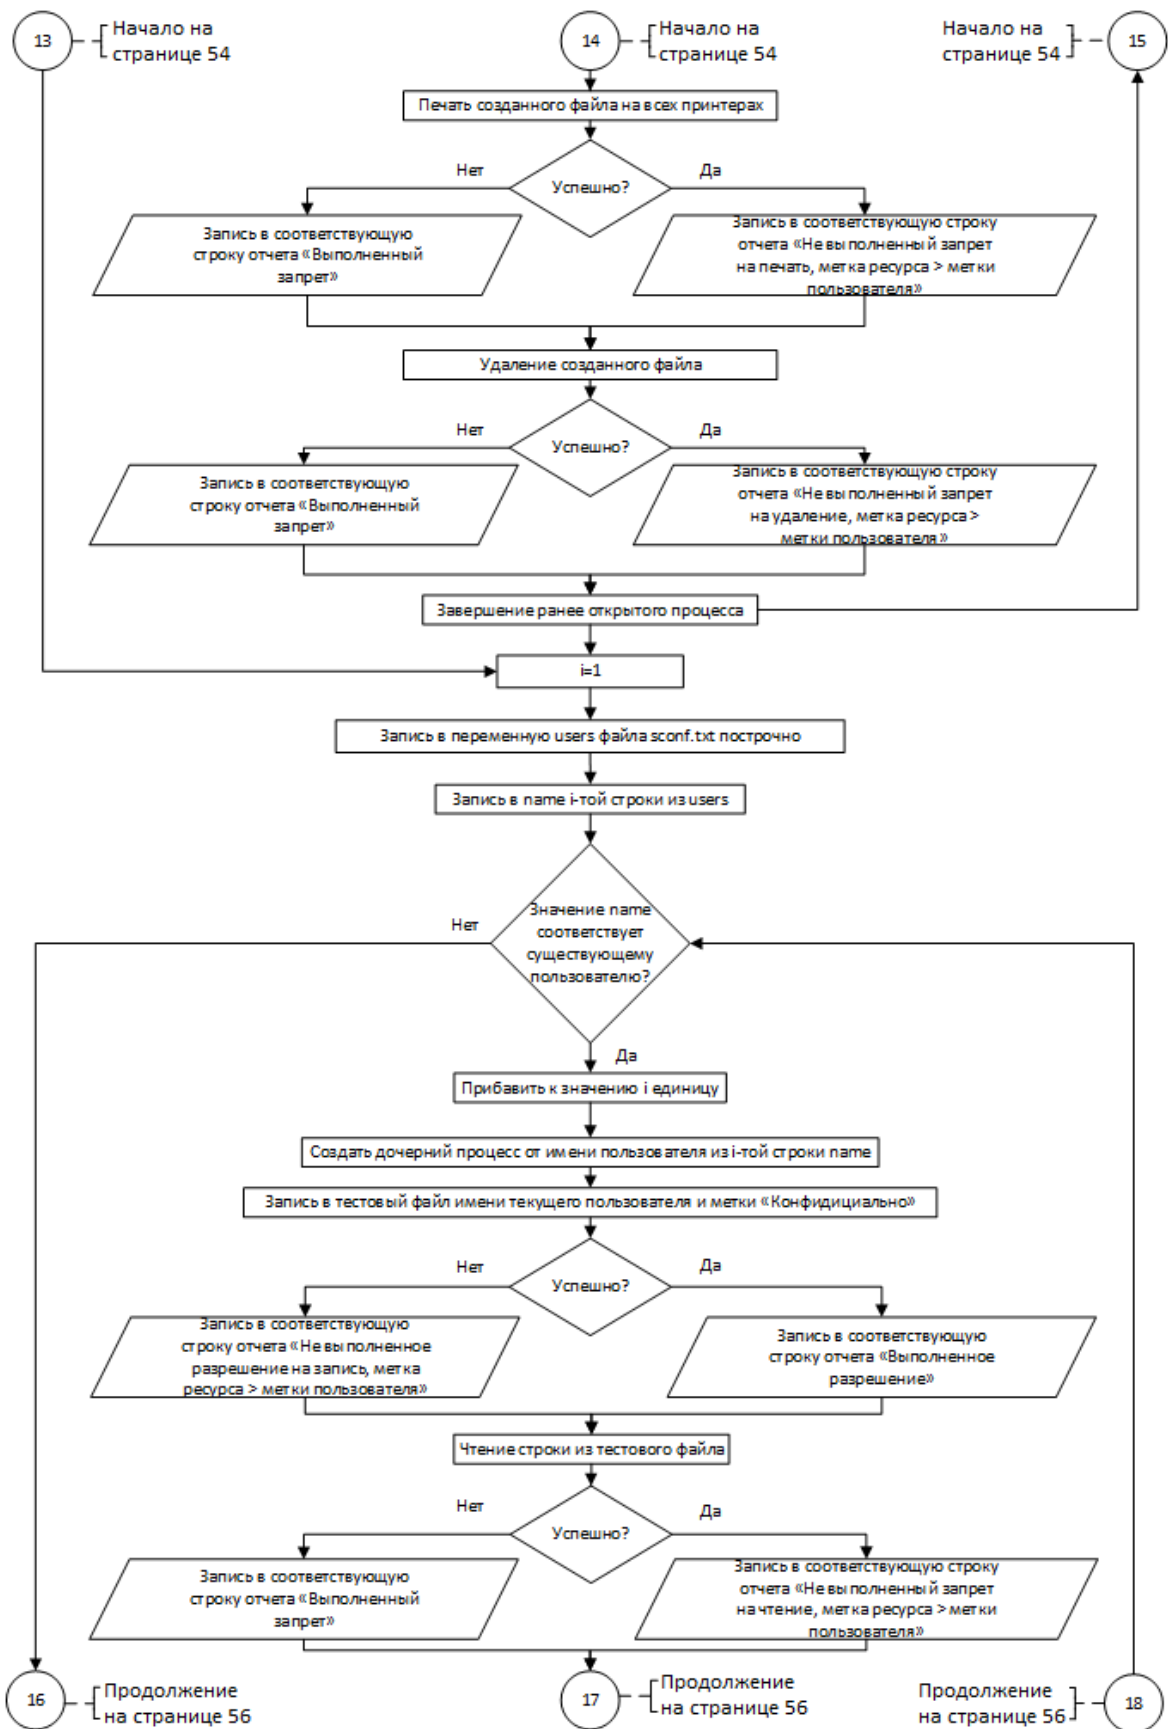 13
Начало на
странице 54
14
Начало на
странице 54
Начало на
странице 54
15
Печать созданного файла на всех принтерах
Нет
Успешно?
Да
Запись в соответствующую
строку отчета «Выполненный
запрет»
Запись в соответствующую строку
отчета «Не выполненный запрет
на печать, метка ресурса > метки
пользователя»
Удаление созданного файла
Нет
Успешно?
Да
Запись в соответствующую
строку отчета «Выполненный
запрет»
Запись в соответствующую строку
отчета «Не выполненный запрет
на удаление, метка ресурса >
метки пользователя»
Завершение ранее открытого процесса
i=1
Запись в переменную users файла sconf.txt построчно
Запись в name i-той строки из users
Нет
Значение name
соответствует
существующему
пользователю?
Да
Прибавить к значению i единицу
Создать дочерний процесс от имени пользователя из i-той строки name
Запись в тестовый файл имени текущего пользователя и метки «Конфидициально»
Нет
Успешно?
Да
Запись в соответствующую
строку отчета «Не выполненное
разрешение на запись, метка
ресурса > метки пользователя»
Запись в соответствующую
строку отчета «Выполненное
разрешение»
Чтение строки из тестового файла
Нет
Успешно?
Да
Запись в соответствующую
строку отчета «Выполненный
запрет»
Запись в соответствующую строку
отчета «Не выполненный запрет
на чтение, метка ресурса > метки
пользователя»
16
Продолжение
на странице 56
17
Продолжение
на странице 56
Продолжение
на странице 56
18